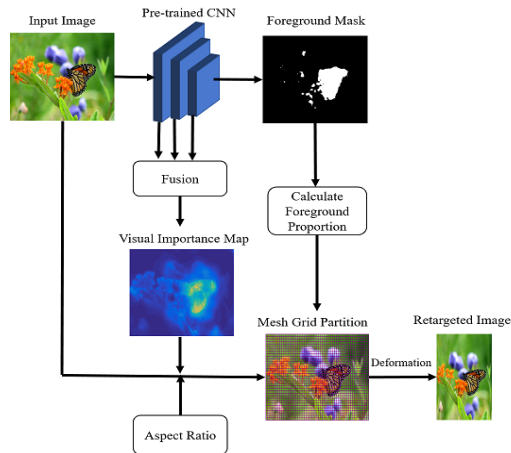 Input Image
Pre-trained CNN
Foreground Mask
Fusion
Calculate
Foreground
Proportion
Visual Importance Map
Mesh Grid Partition
Retargeted Image
Deformation
Aspect Ratio